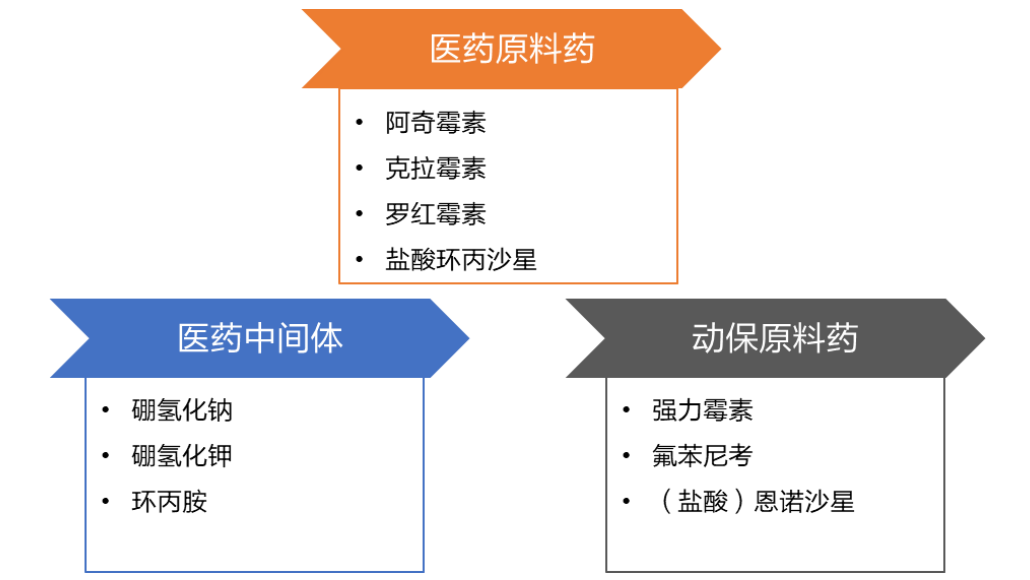 医药原料药
• 阿奇霉素
• 克拉霉素
• 罗红霉素
• 盐酸环丙沙星
医药中间体
• 硼氢化钠
• 硼氢化钾
• 环丙胺
动保原料药
• 强力霉素
• 氟苯尼考
• （盐酸）恩诺沙星